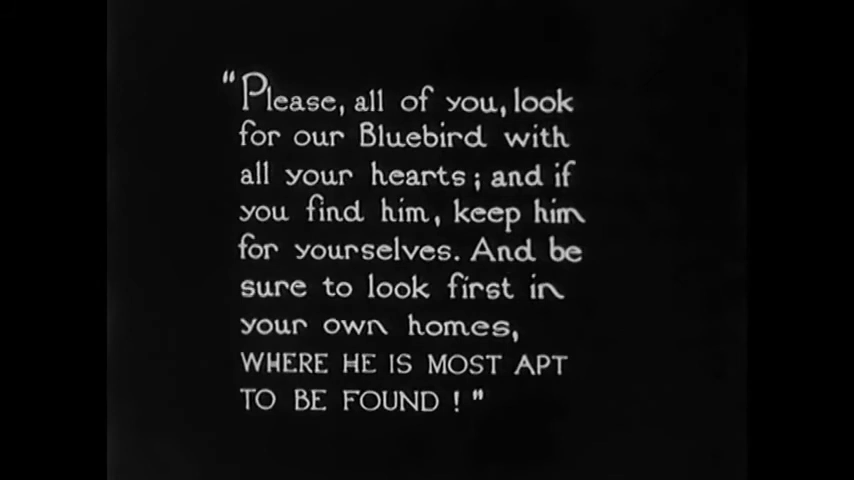 "Please, all of you, look
for our Bluebird with
all your hearts; and if
you find him, keep him
for yourselves. And be
sure to look first in
your own homes,
WHERE HE IS MOST APT
TO BE FOUND!"